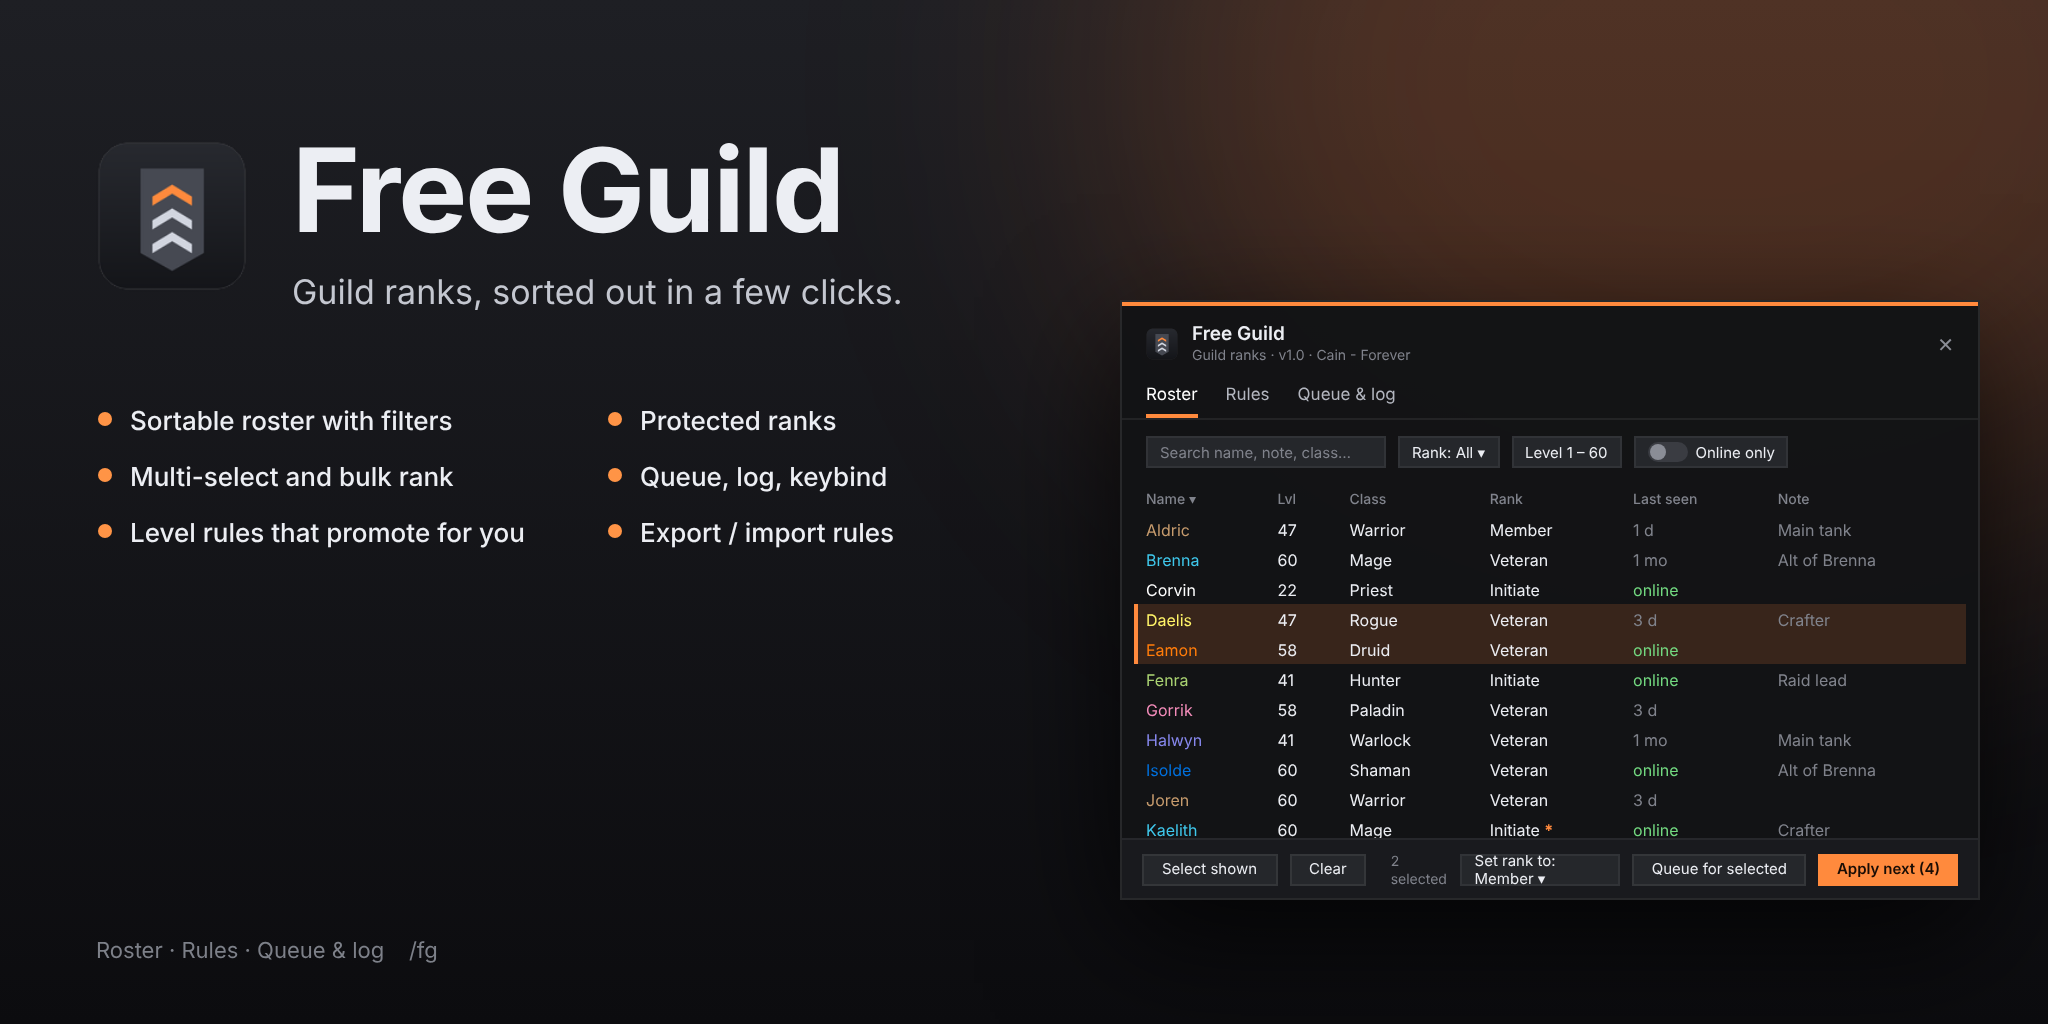 Free Guild
Guild ranks, sorted out in a few clicks.
Sortable roster with filters
Multi-select and bulk rank
Level rules that promote for you
Protected ranks
Queue, log, keybind
Export / import rules
Roster · Rules · Queue & log /fg
Free Guild
Guild ranks · v1.0 · Cain - Forever
×
Roster Rules Queue & log
Search name, note, class... Rank: All ▾ Level 1 – 60 Online only
Name ▾ Lvl Class Rank Last seen Note
Aldric 47 Warrior Member 1 d Main tank
Brenna 60 Mage Veteran 1 mo Alt of Brenna
Corvin 22 Priest Initiate online
Daelis 47 Rogue Veteran 3 d Crafter
Eamon 58 Druid Veteran online
Fenra 41 Hunter Initiate online Raid lead
Gorrik 58 Paladin Veteran 3 d
Halwyn 41 Warlock Veteran 1 mo Main tank
Isolde 60 Shaman Veteran online Alt of Brenna
Joren 60 Warrior Veteran 3 d
Kaelith 60 Mage Initiate * online Crafter
Select shown Clear 2 selected Set rank to: Member ▾ Queue for selected Apply next (4)